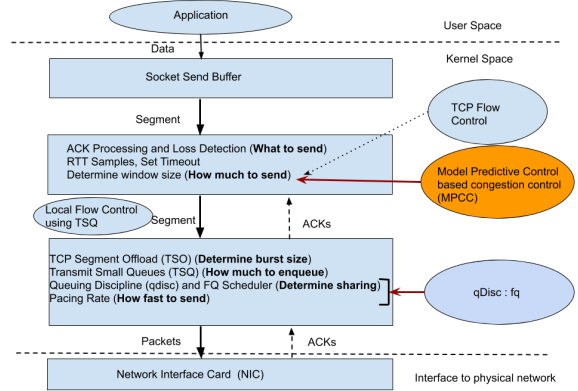 Application
User Space
Data
Kernel Space
Socket Send Buffer
Segment
TCP Flow
Control
ACK Processing and Loss Detection (What to send)
RTT Samples, Set Timeout
Determine window size (How much to send)
Model Predictive Control
based congestion control
(MPCC)
Local Flow Control
using TSQ
Segment
ACKs
TCP Segment Offload (TSO) (Determine burst size)
Transmit Small Queues (TSQ) (How much to enqueue)
Queuing Discipline (qdisc) and FQ Scheduler (Determine sharing)
Pacing Rate (How fast to send)
qDisc : fq
Packets
ACKs
Network Interface Card (NIC)
Interface to physical network